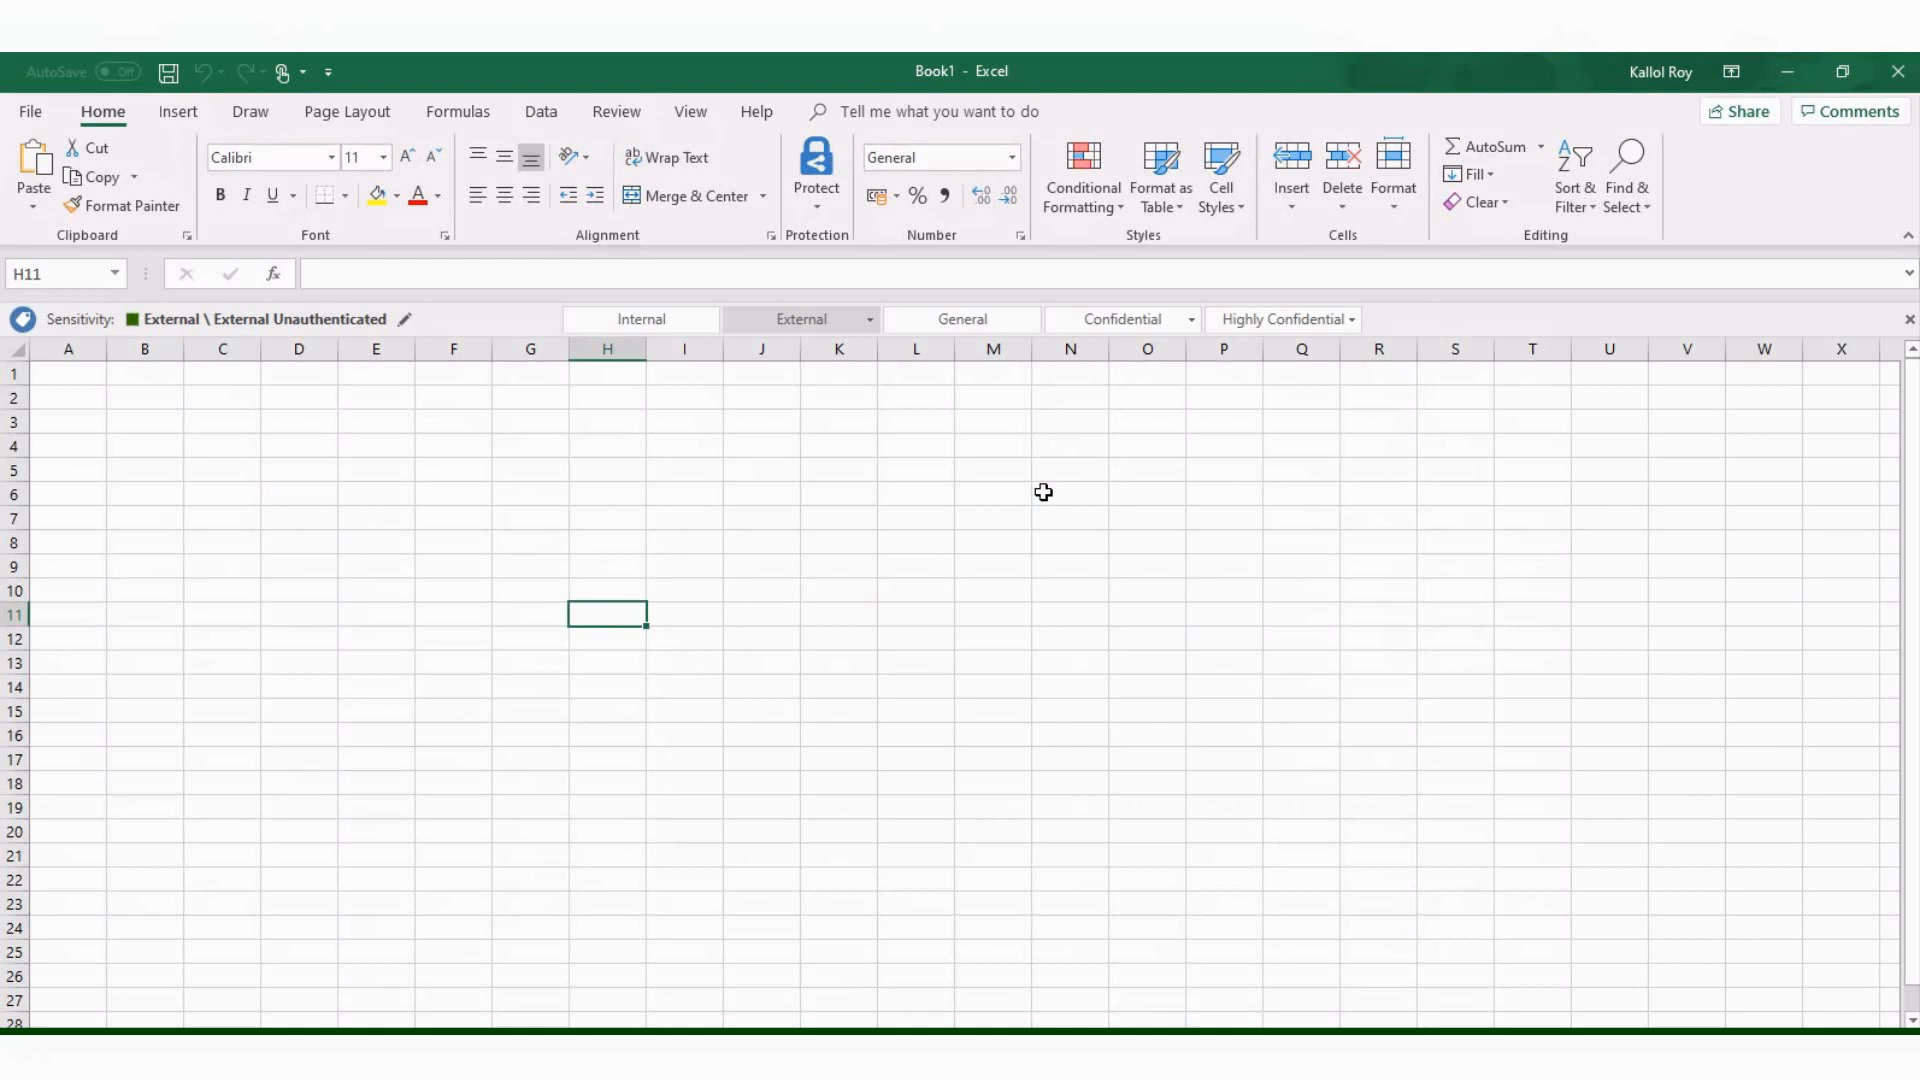 AutoSave Off
Book1 - Excel
Kallol Roy
File Home Insert Draw Page Layout Formulas Data Review View Help Tell me what you want to do Share Comments
Paste
Cut
Copy
Format Painter
Clipboard
Calibri 11
B I U A
Font
ab Wrap Text
Merge & Center
Alignment
Protect
Protection
General
% ,
Number
Conditional Formatting
Format as Table
Cell Styles
Styles
Insert
Delete
Format
Cells
AutoSum
Fill
Clear
Sort & Filter
Find & Select
Editing
H11 fx
Sensitivity: External \ External Unauthenticated Internal External General Confidential Highly Confidential
A B C D E F G H I J K L M N O P Q R S T U V W X
1
2
3
4
5
6
7
8
9
10
11
12
13
14
15
16
17
18
19
20
21
22
23
24
25
26
27
28